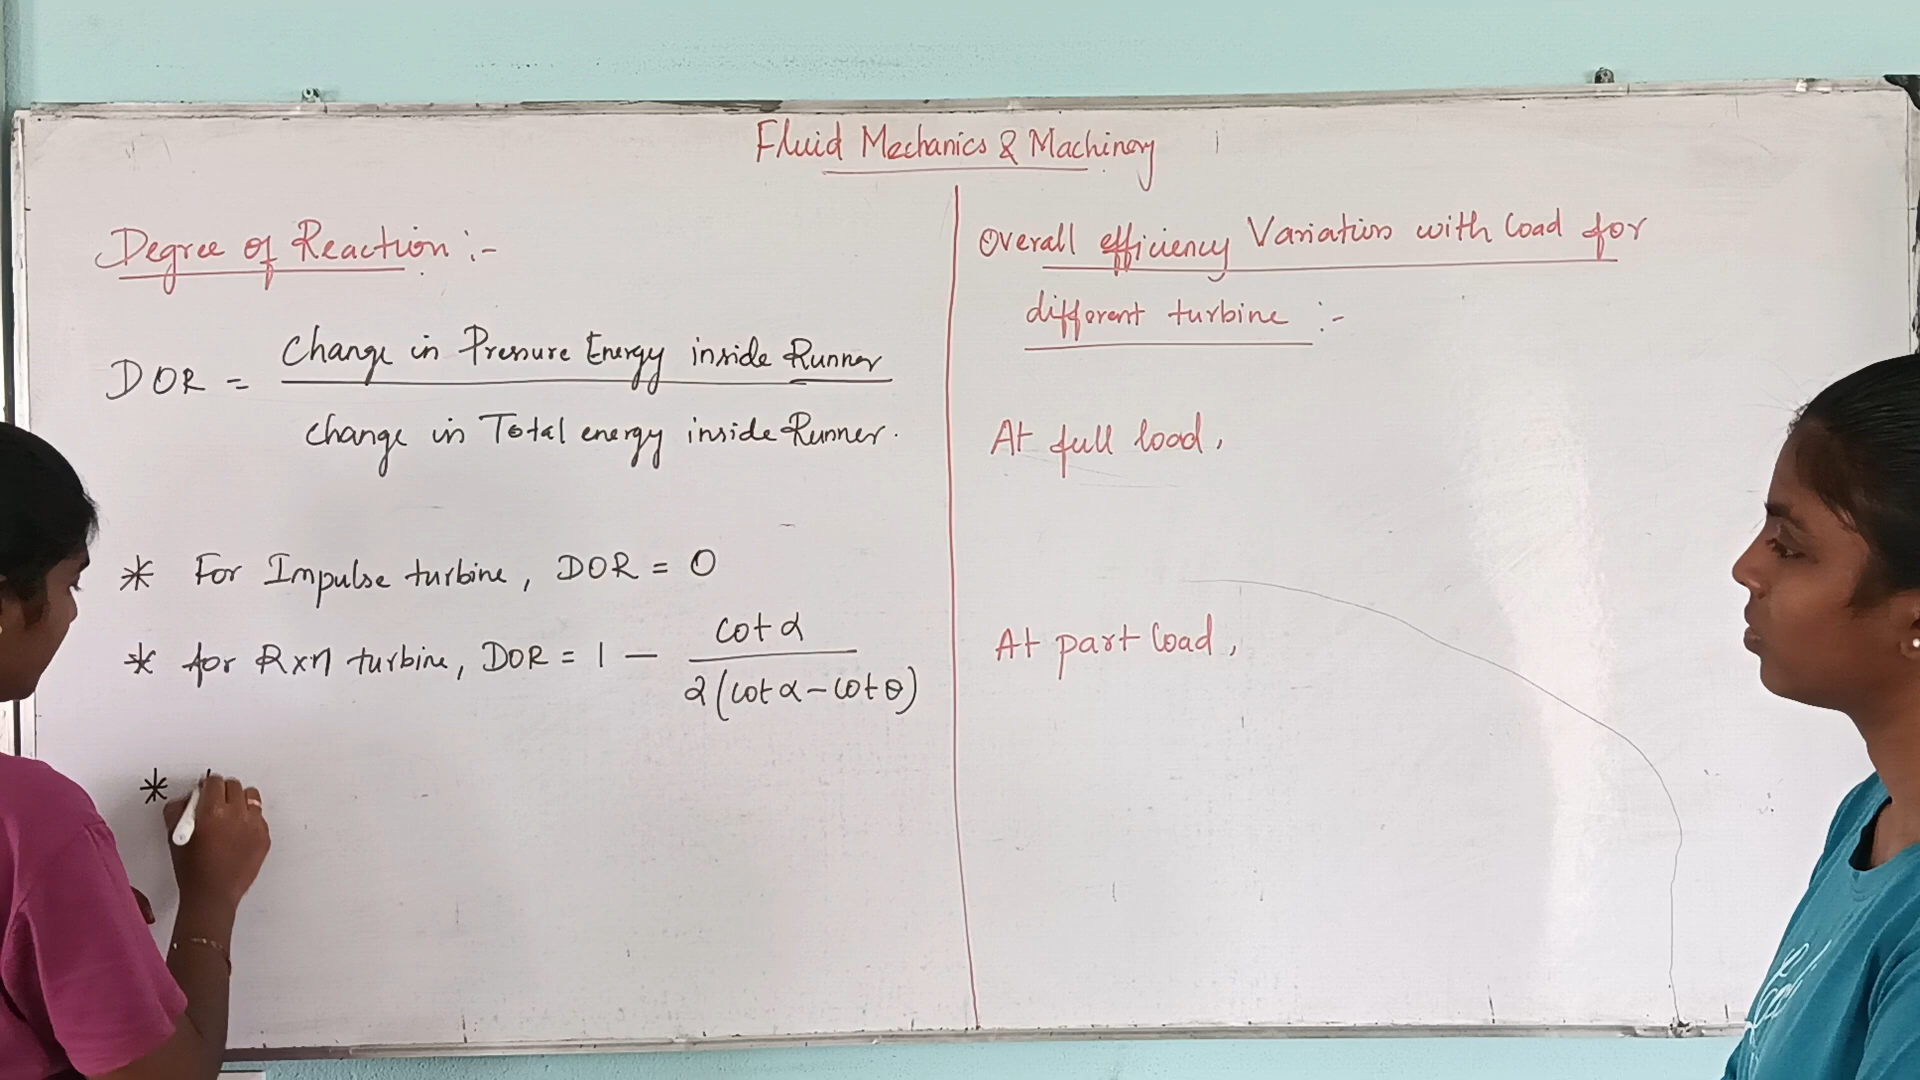 Fluid Mechanics & Machinery
Degree of Reaction :-
DOR = Change in Pressure Energy inside Runner
change in Total energy inside Runner.
* For Impulse turbine, DOR = 0
* for Rxn turbine, DOR = 1 - cot α
2(cot α - cot θ)
*
Overall efficiency Variation with load for
different turbine :-
At full load,
At part load,